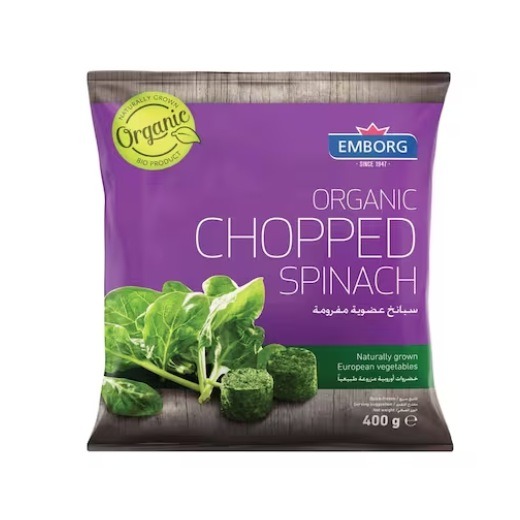 NATURALLY GROWN
Organic
BIO PRODUCT
EMBORG
· SINCE 1947 ·
ORGANIC
CHOPPED
SPINACH
سبانخ عضوية مفرومة
Naturally grown
European vegetables
خضروات أوروبية مزروعة طبيعياً
400 g ℮